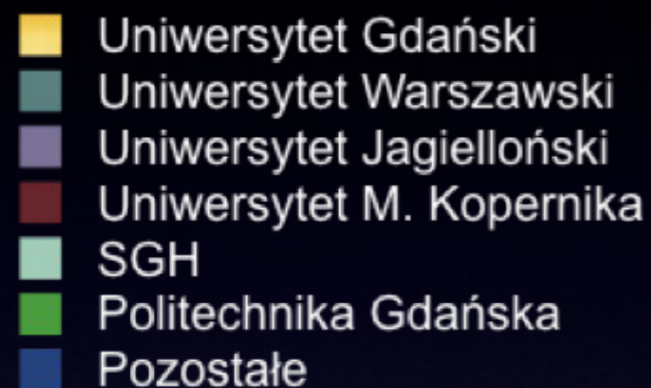 Uniwersytet Gdański
Uniwersytet Warszawski
Uniwersytet Jagielloński
Uniwersytet M. Kopernika
SGH
Politechnika Gdańska
Pozostałe